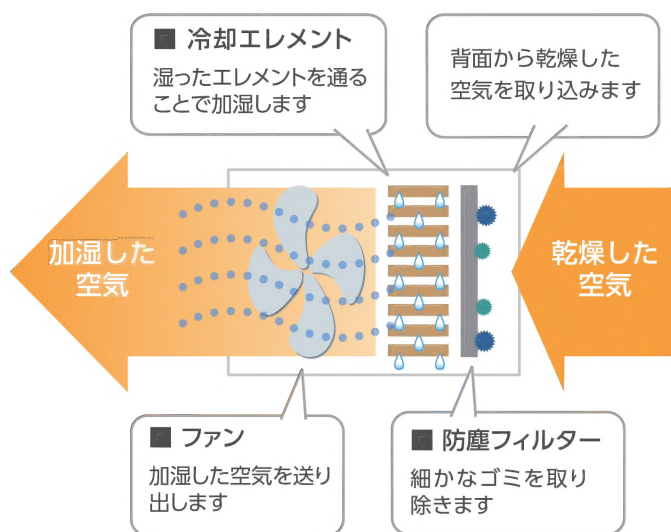 ■ 冷却エレメント
湿ったエレメントを通る
ことで加湿します
背面から乾燥した
空気を取り込みます
加湿した
空気
乾燥した
空気
■ ファン
加湿した空気を送り
出します
■ 防塵フィルター
細かなゴミを取り
除きます